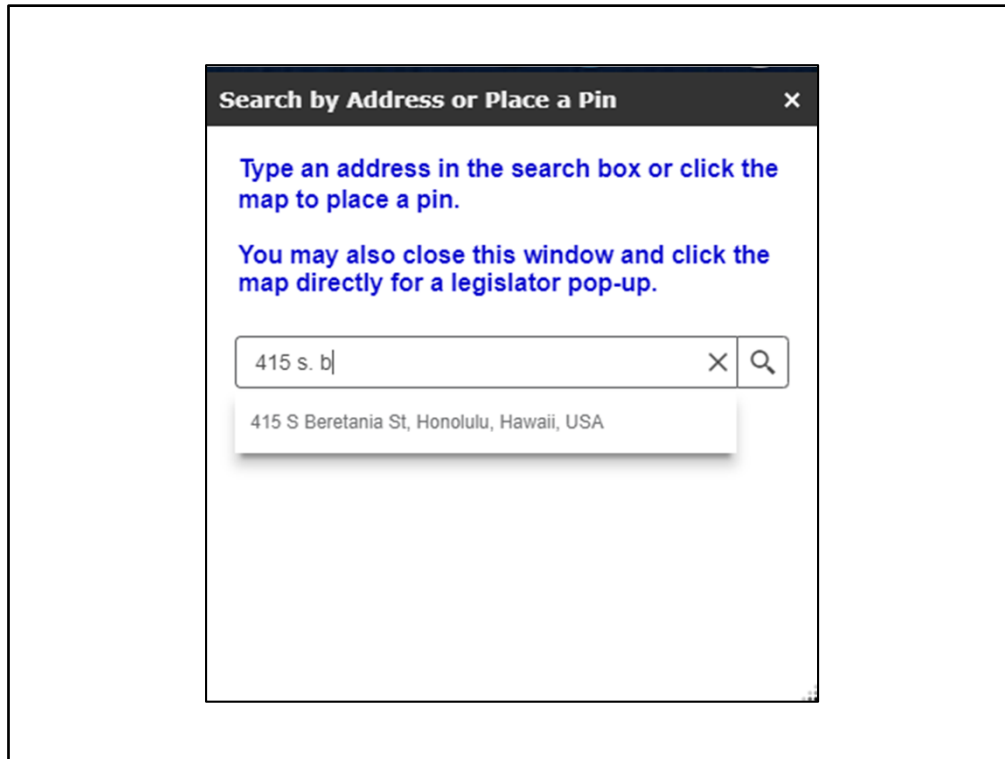 Search by Address or Place a Pin
Type an address in the search box or click the
map to place a pin.
You may also close this window and click the
map directly for a legislator pop-up.
415 s. b
415 S Beretania St, Honolulu, Hawaii, USA